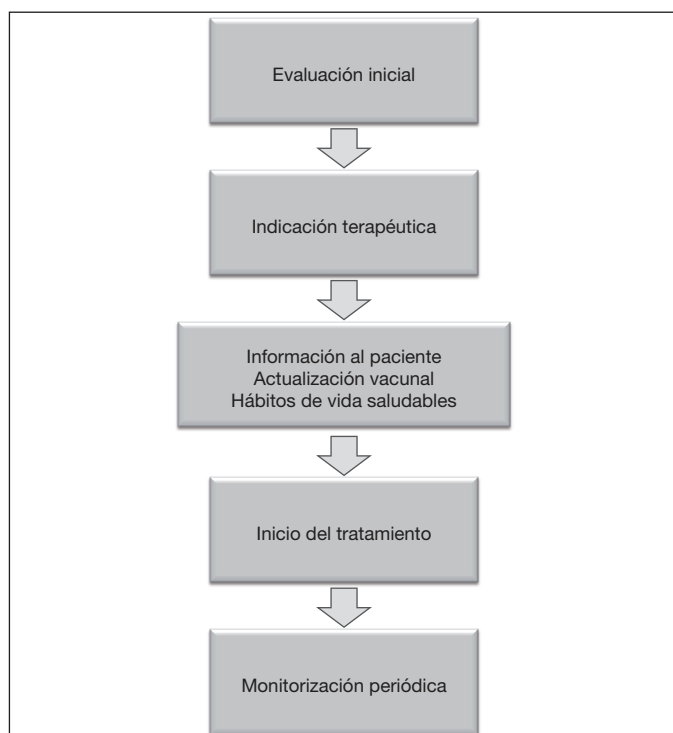 Evaluación inicial
Indicación terapéutica
Información al paciente
Actualización vacunal
Hábitos de vida saludables
Inicio del tratamiento
Monitorización periódica